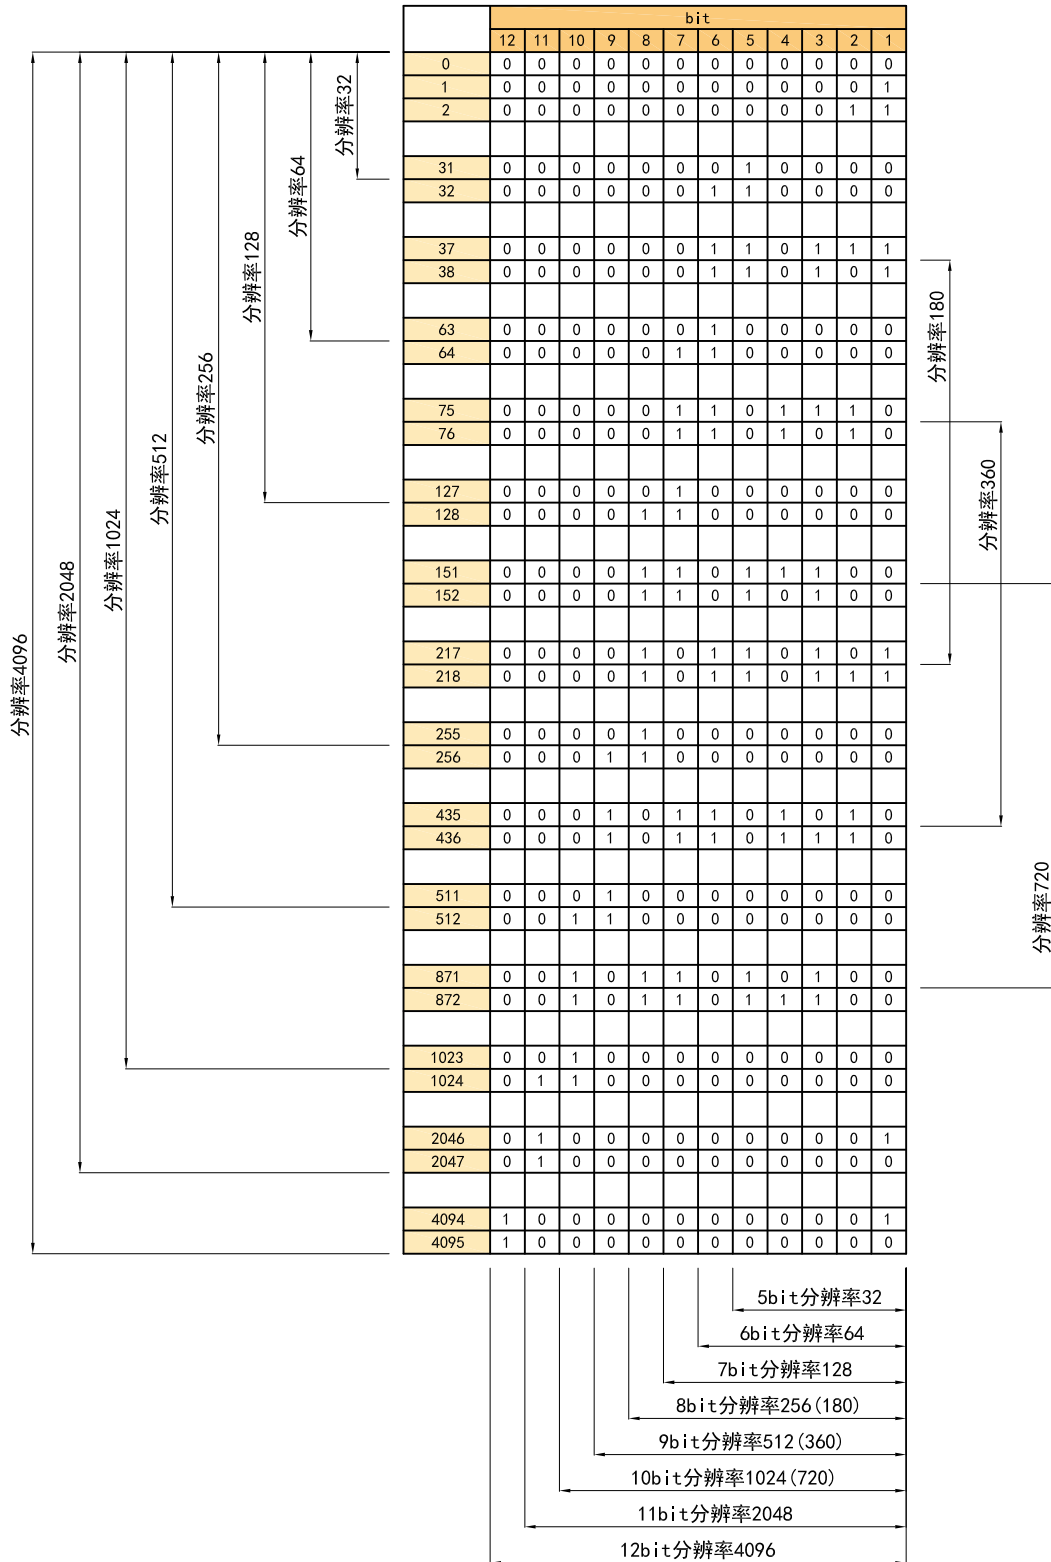 bit
12 11 10 9 8 7 6 5 4 3 2 1
0 0 0 0 0 0 0 0 0 0 0 0 0
1 0 0 0 0 0 0 0 0 0 0 0 1
2 0 0 0 0 0 0 0 0 0 0 1 1
31 0 0 0 0 0 0 0 1 0 0 0 0
32 0 0 0 0 0 0 1 1 0 0 0 0
37 0 0 0 0 0 0 1 1 0 1 1 1
38 0 0 0 0 0 0 1 1 0 1 0 1
63 0 0 0 0 0 0 1 0 0 0 0 0
64 0 0 0 0 0 1 1 0 0 0 0 0
75 0 0 0 0 0 1 1 0 1 1 1 0
76 0 0 0 0 0 1 1 0 1 0 1 0
127 0 0 0 0 0 1 0 0 0 0 0 0
128 0 0 0 0 1 1 0 0 0 0 0 0
151 0 0 0 0 1 1 0 1 1 1 0 0
152 0 0 0 0 1 1 0 1 0 1 0 0
217 0 0 0 0 1 0 1 1 0 1 0 1
218 0 0 0 0 1 0 1 1 0 1 1 1
255 0 0 0 0 1 0 0 0 0 0 0 0
256 0 0 0 1 1 0 0 0 0 0 0 0
435 0 0 0 1 0 1 1 0 1 0 1 0
436 0 0 0 1 0 1 1 0 1 1 1 0
511 0 0 0 1 0 0 0 0 0 0 0 0
512 0 0 1 1 0 0 0 0 0 0 0 0
871 0 0 1 0 1 1 0 1 0 1 0 0
872 0 0 1 0 1 1 0 1 1 1 0 0
1023 0 0 1 0 0 0 0 0 0 0 0 0
1024 0 1 1 0 0 0 0 0 0 0 0 0
2046 0 1 0 0 0 0 0 0 0 0 0 1
2047 0 1 0 0 0 0 0 0 0 0 0 0
4094 1 0 0 0 0 0 0 0 0 0 0 1
4095 1 0 0 0 0 0 0 0 0 0 0 0
分辨率4096
分辨率2048
分辨率1024
分辨率512
分辨率256
分辨率128
分辨率64
分辨率32
分辨率180
分辨率360
分辨率720
5bit分辨率32
6bit分辨率64
7bit分辨率128
8bit分辨率256(180)
9bit分辨率512(360)
10bit分辨率1024(720)
11bit分辨率2048
12bit分辨率4096